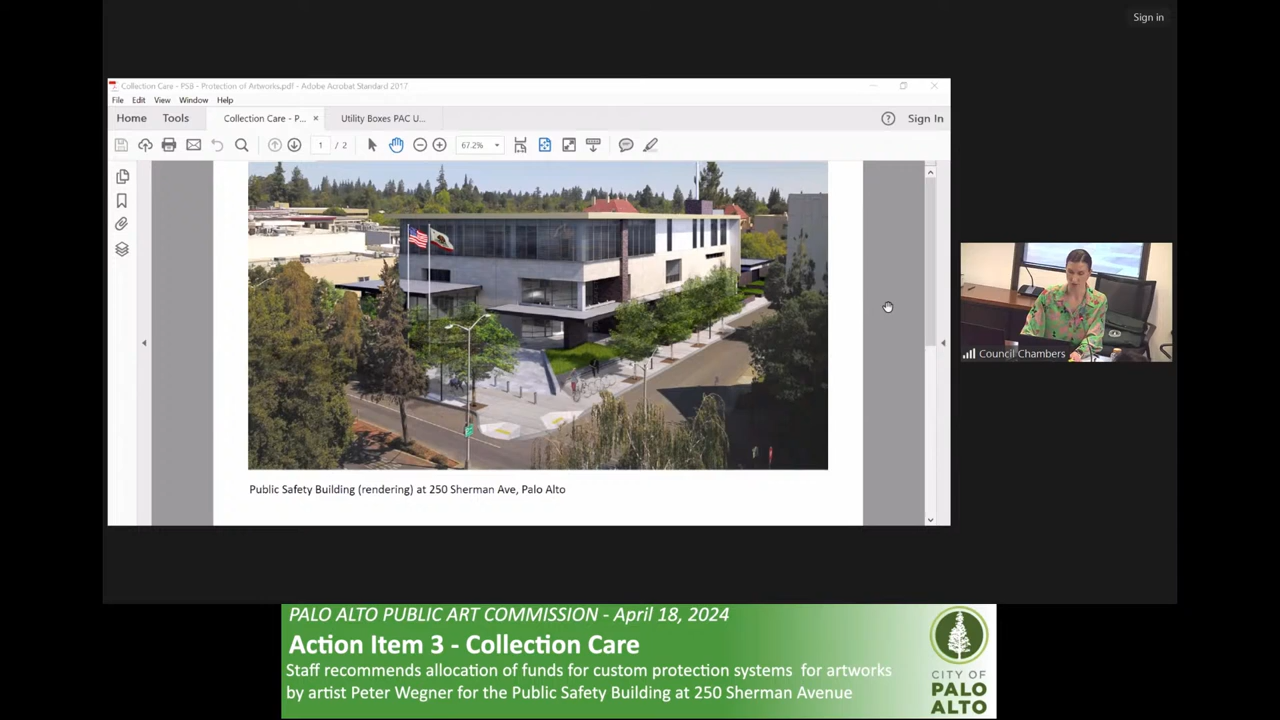 Sign in
Collection Care - PSB - Protection of Artworks.pdf - Adobe Acrobat Standard 2017
File Edit View Window Help
Home Tools Collection Care - P... × Utility Boxes PAC U... Sign In
1 / 2 67.2%
Public Safety Building (rendering) at 250 Sherman Ave, Palo Alto
Council Chambers
PALO ALTO PUBLIC ART COMMISSION - April 18, 2024
Action Item 3 - Collection Care
Staff recommends allocation of funds for custom protection systems for artworks
by artist Peter Wegner for the Public Safety Building at 250 Sherman Avenue
CITY OF
PALO
ALTO